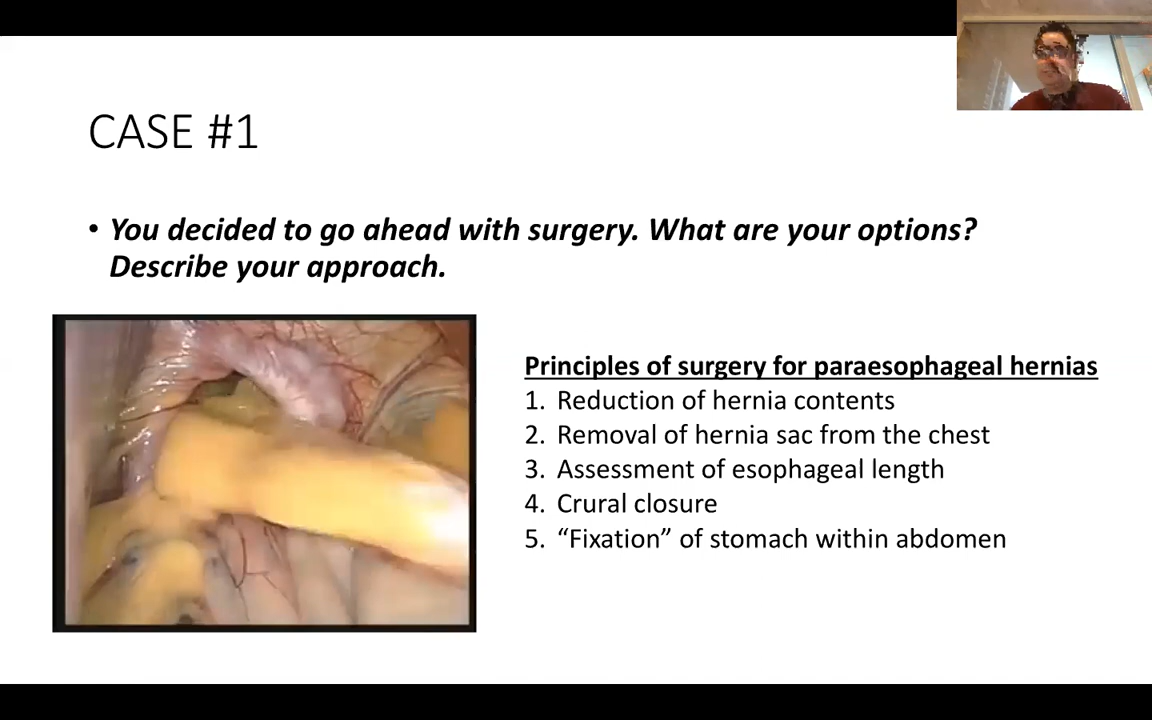 CASE #1
• You decided to go ahead with surgery. What are your options?
Describe your approach.
Principles of surgery for paraesophageal hernias
1. Reduction of hernia contents
2. Removal of hernia sac from the chest
3. Assessment of esophageal length
4. Crural closure
5. “Fixation” of stomach within abdomen